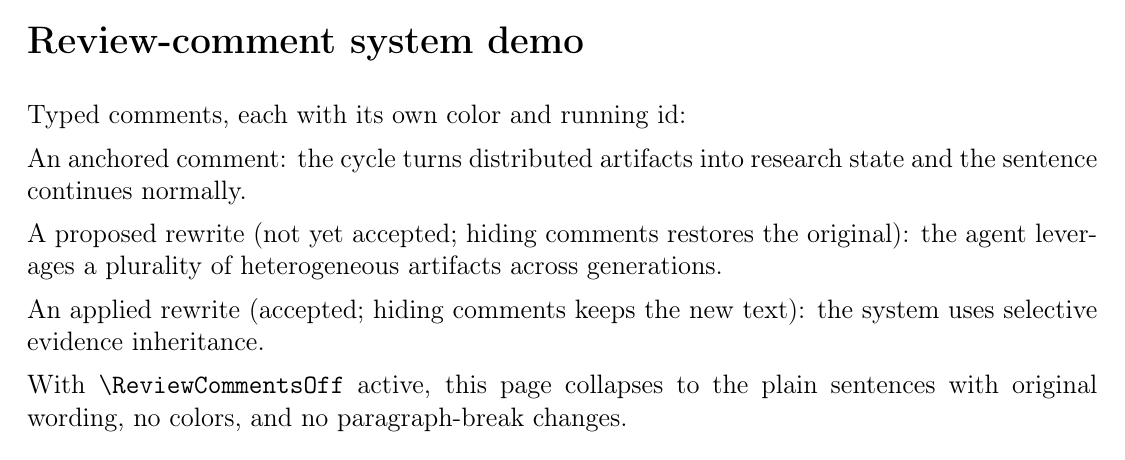 Review-comment system demo
Typed comments, each with its own color and running id:
An anchored comment: the cycle turns distributed artifacts into research state and the sentence
continues normally.
A proposed rewrite (not yet accepted; hiding comments restores the original): the agent lever-
ages a plurality of heterogeneous artifacts across generations.
An applied rewrite (accepted; hiding comments keeps the new text): the system uses selective
evidence inheritance.
With \ReviewCommentsOff active, this page collapses to the plain sentences with original
wording, no colors, and no paragraph-break changes.